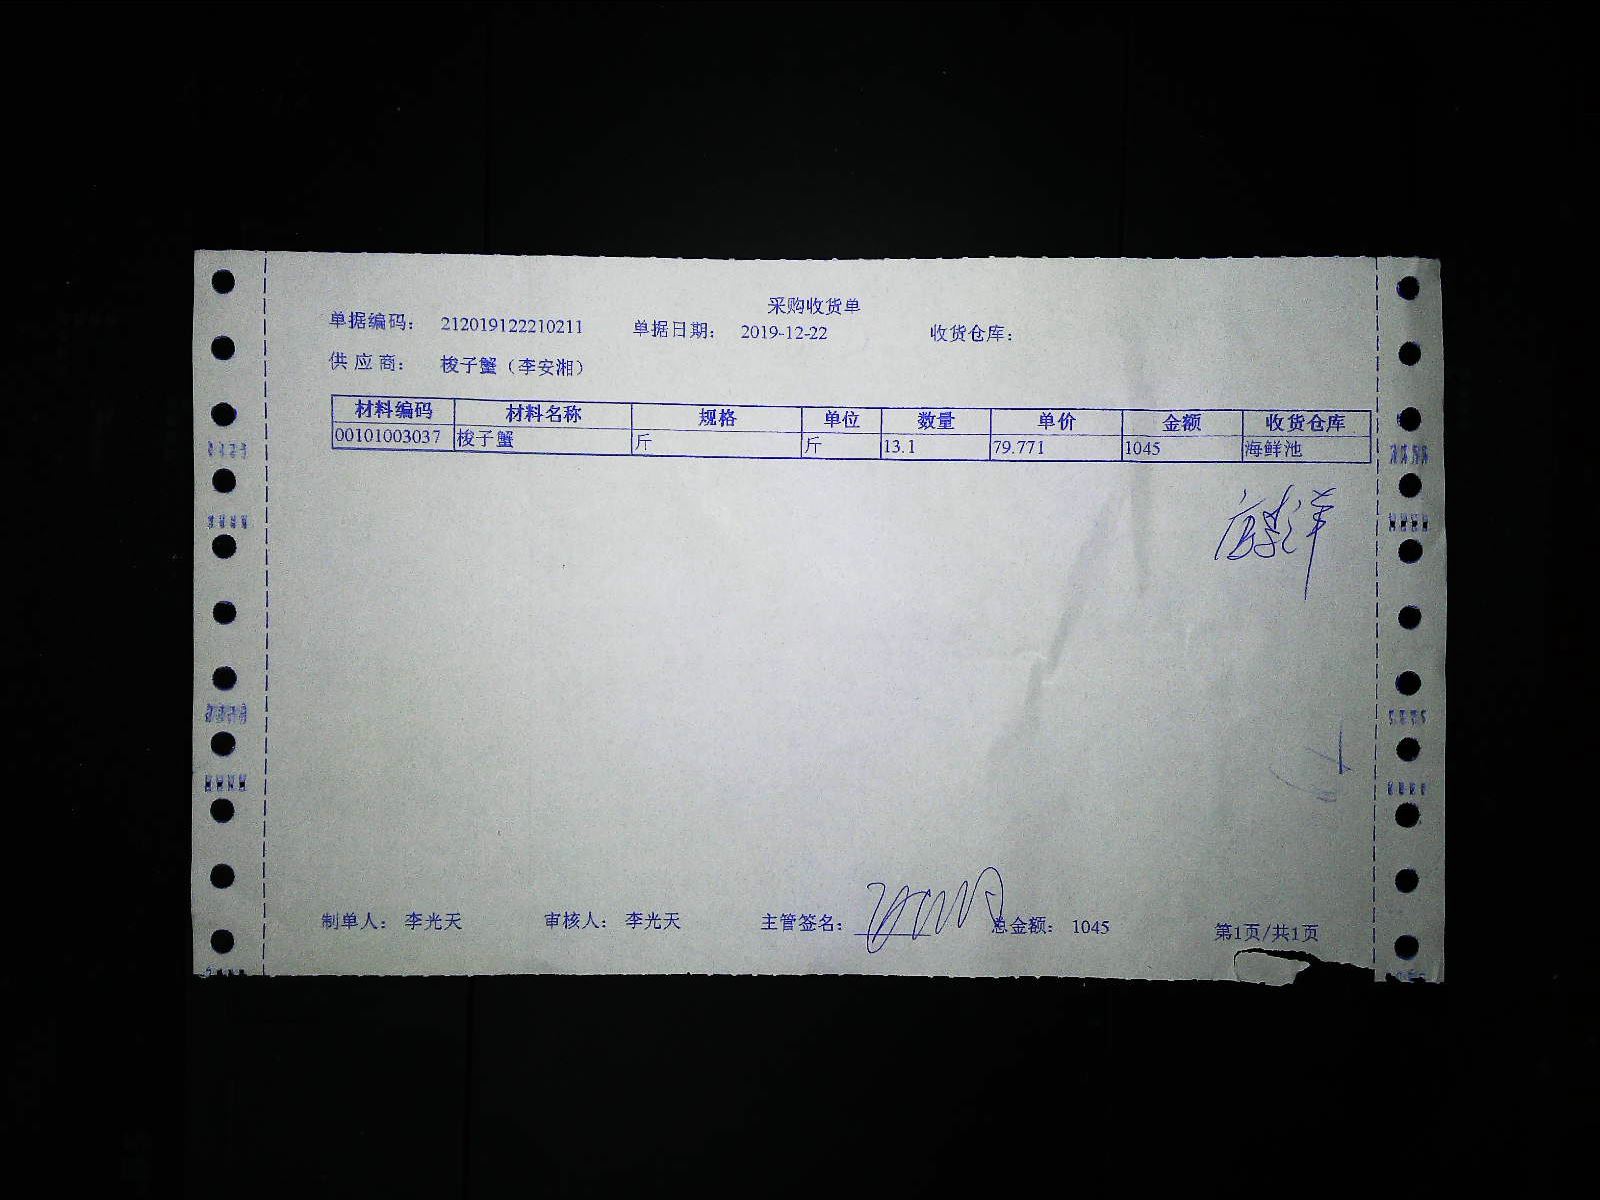 采购收货单
单据编码： 212019122210211 单据日期： 2019-12-22 收货仓库：
供 应 商： 梭子蟹（李安湘）
材料编码 材料名称 规格 单位 数量 单价 金额 收货仓库
00101003037 梭子蟹 斤 斤 13.1 79.771 1045 海鲜池
制单人： 李光天 审核人： 李光天 主管签名： 总金额： 1045 第1页/共1页